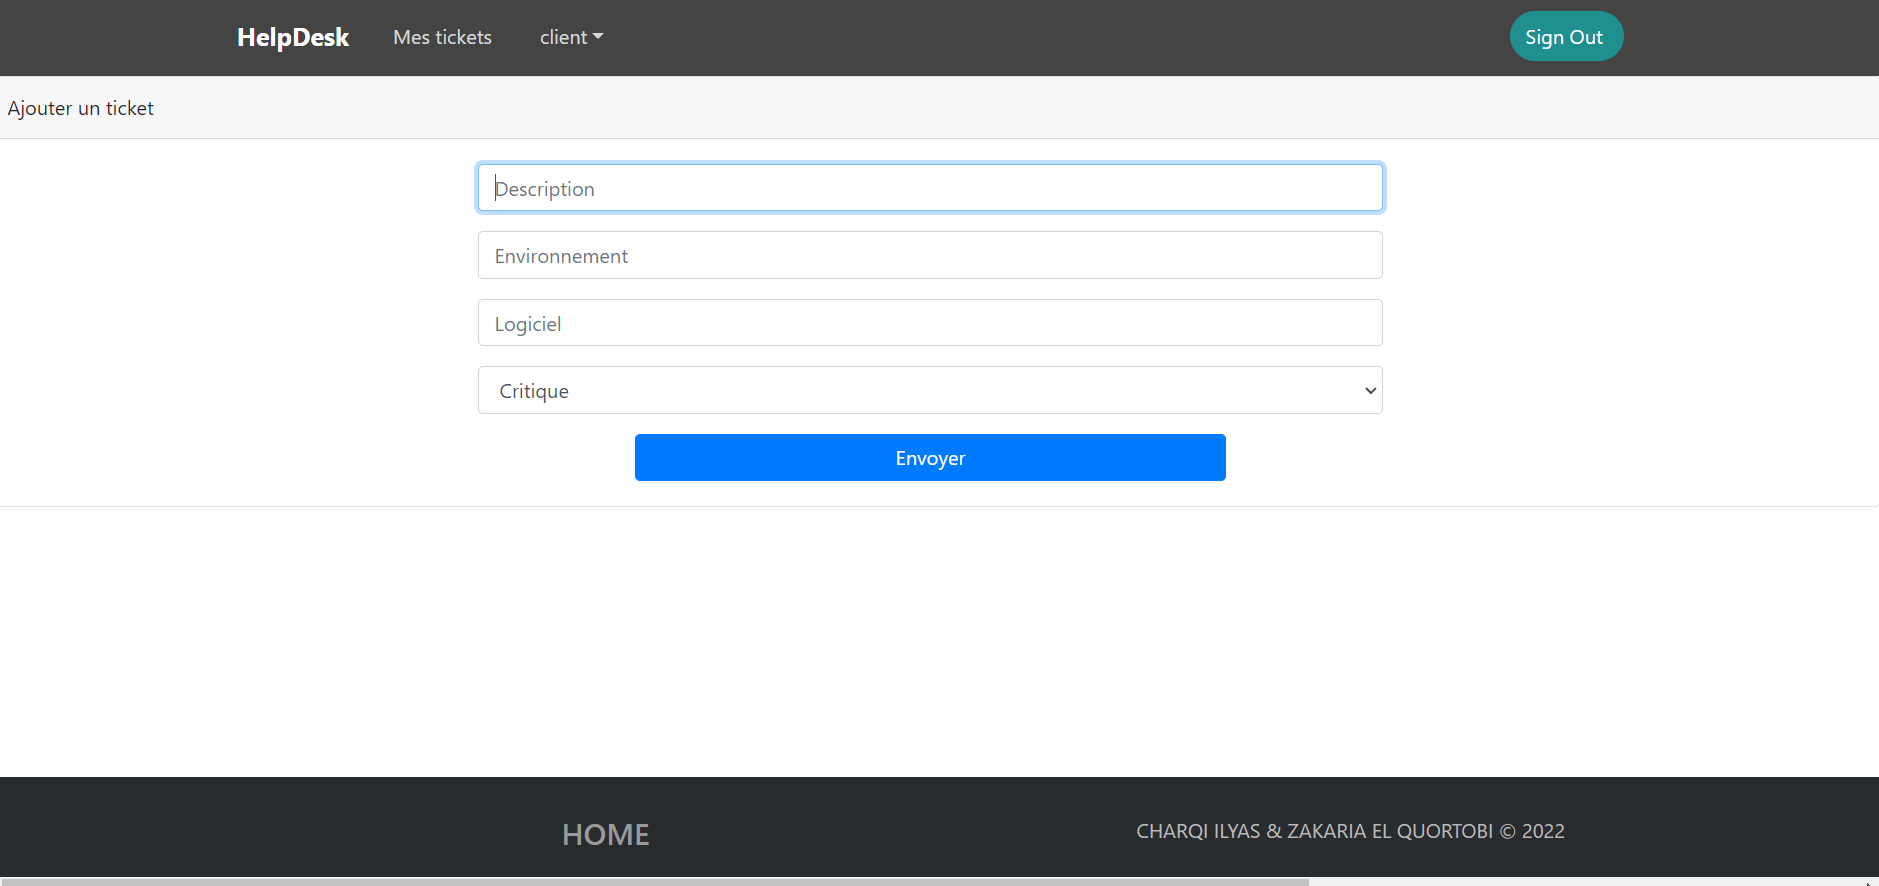 HelpDesk Mes tickets client Sign Out
Ajouter un ticket
Description
Environnement
Logiciel
Critique
Envoyer
HOME CHARQI ILYAS & ZAKARIA EL QUORTOBI © 2022